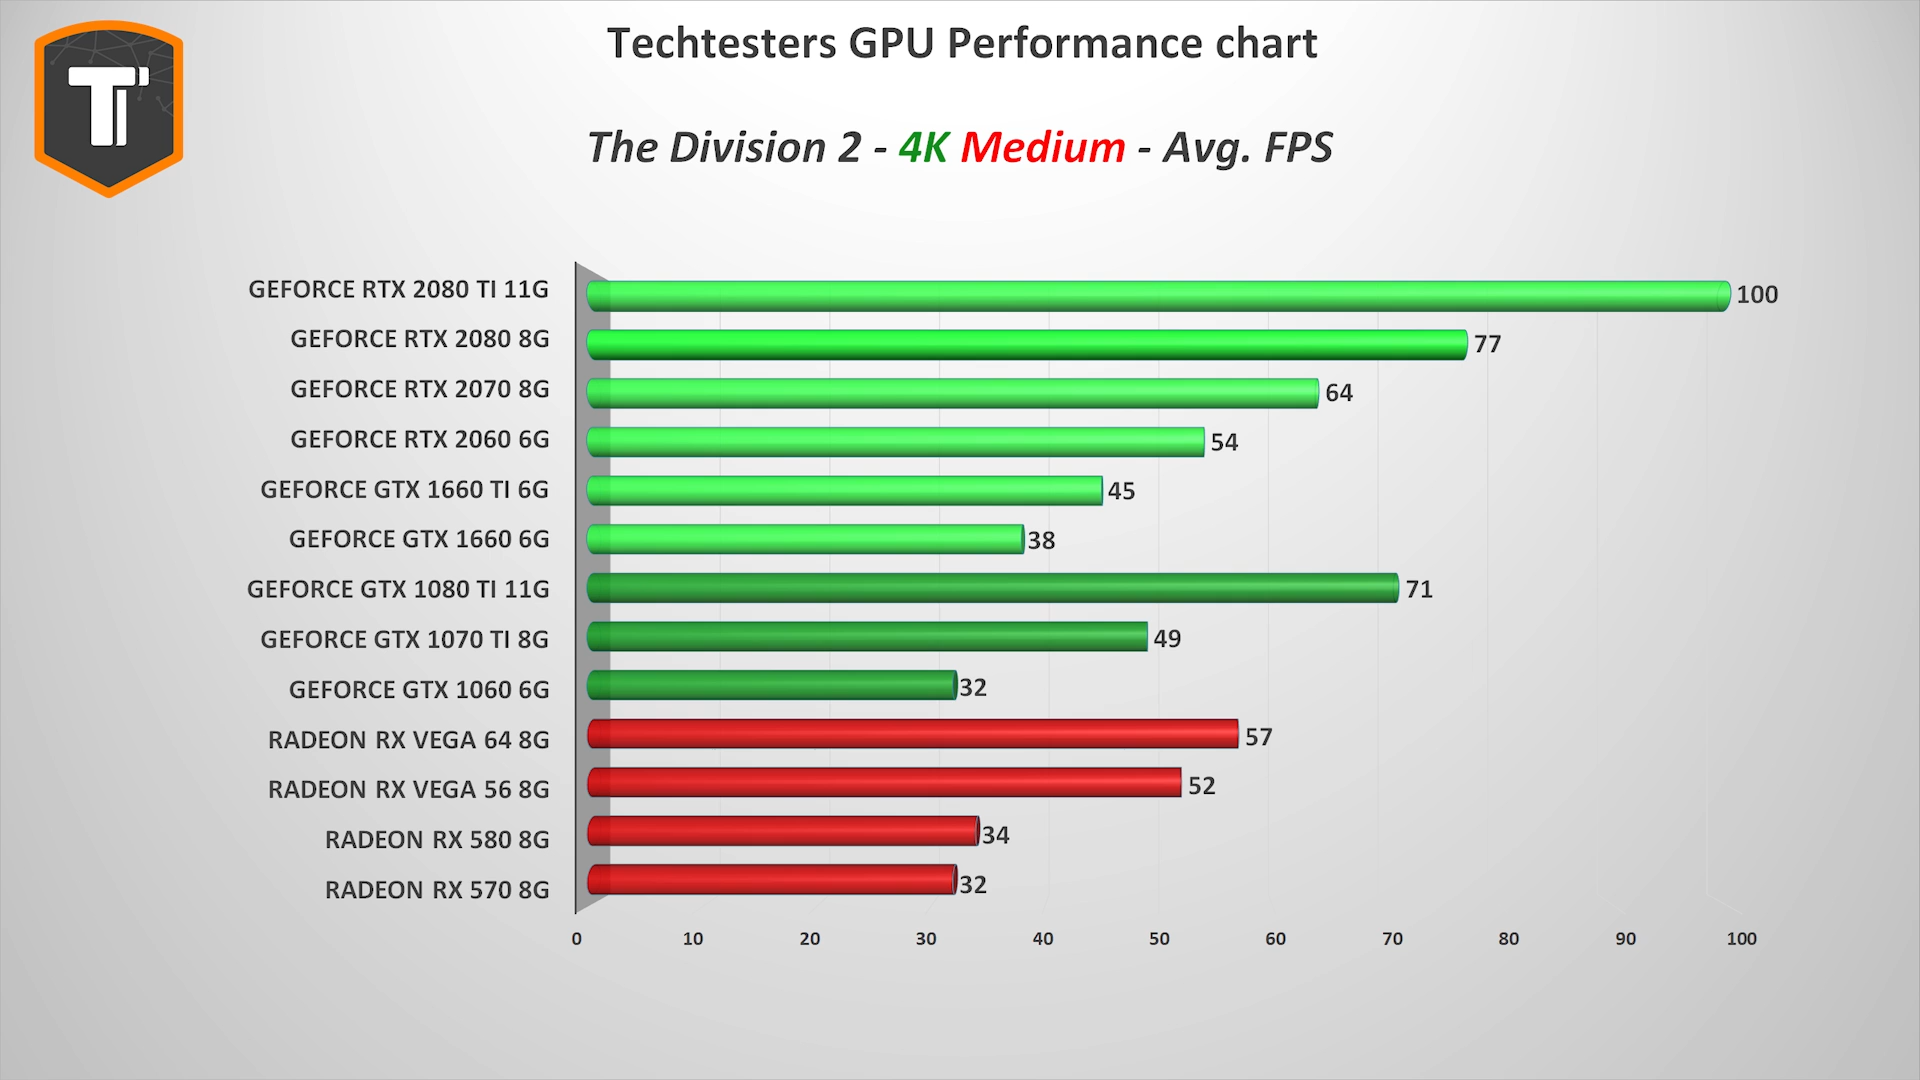 Techtesters GPU Performance chart
The Division 2 - 4K Medium - Avg. FPS
GEFORCE RTX 2080 TI 11G 100
GEFORCE RTX 2080 8G 77
GEFORCE RTX 2070 8G 64
GEFORCE RTX 2060 6G 54
GEFORCE GTX 1660 TI 6G 45
GEFORCE GTX 1660 6G 38
GEFORCE GTX 1080 TI 11G 71
GEFORCE GTX 1070 TI 8G 49
GEFORCE GTX 1060 6G 32
RADEON RX VEGA 64 8G 57
RADEON RX VEGA 56 8G 52
RADEON RX 580 8G 34
RADEON RX 570 8G 32
0 10 20 30 40 50 60 70 80 90 100